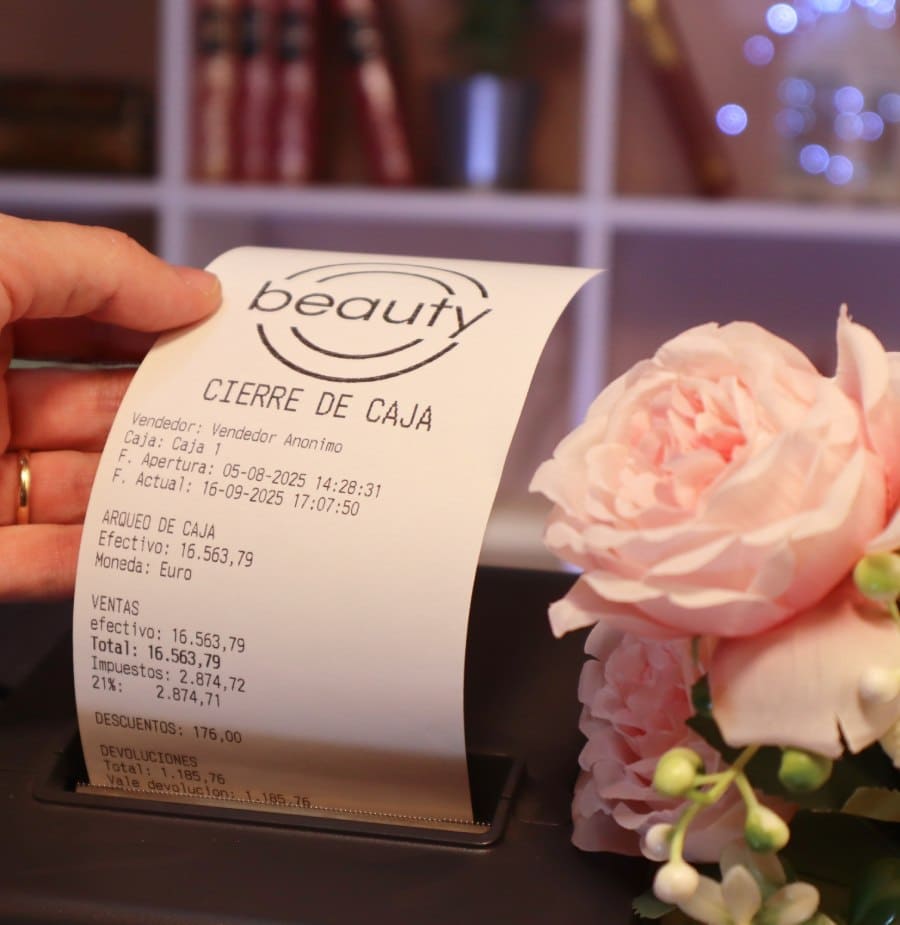 beauty
CIERRE DE CAJA
Vendedor: Vendedor Anonimo
Caja: Caja 1
F. Apertura: 05-08-2025 14:28:31
F. Actual: 16-09-2025 17:07:50
ARQUEO DE CAJA
Efectivo: 16.563,79
Moneda: Euro
VENTAS
efectivo: 16.563,79
Total: 16.563,79
Impuestos: 2.874,72
21%: 2.874,71
DESCUENTOS: 176,00
DEVOLUCIONES
Total: 1.185,76
Vale devolucion: 1.185,76